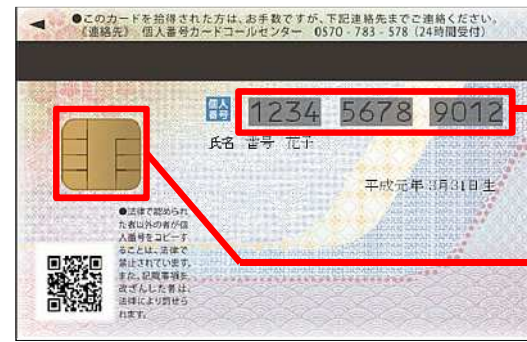 ●このカードを拾得された方は、お手数ですが、下記連絡先までご連絡ください。
《連絡先》 個人番号カードコールセンター 0570-783-578 (24時間受付)
個人番号 1234 5678 9012
氏名 番号 花子
平成元年 3月31日生
●法律で認められ
た者以外の者が個
人番号をコピーす
ることは、法律で
禁止されています。
また、記載事項を
改ざんした者は、
法律により罰せら
れます。